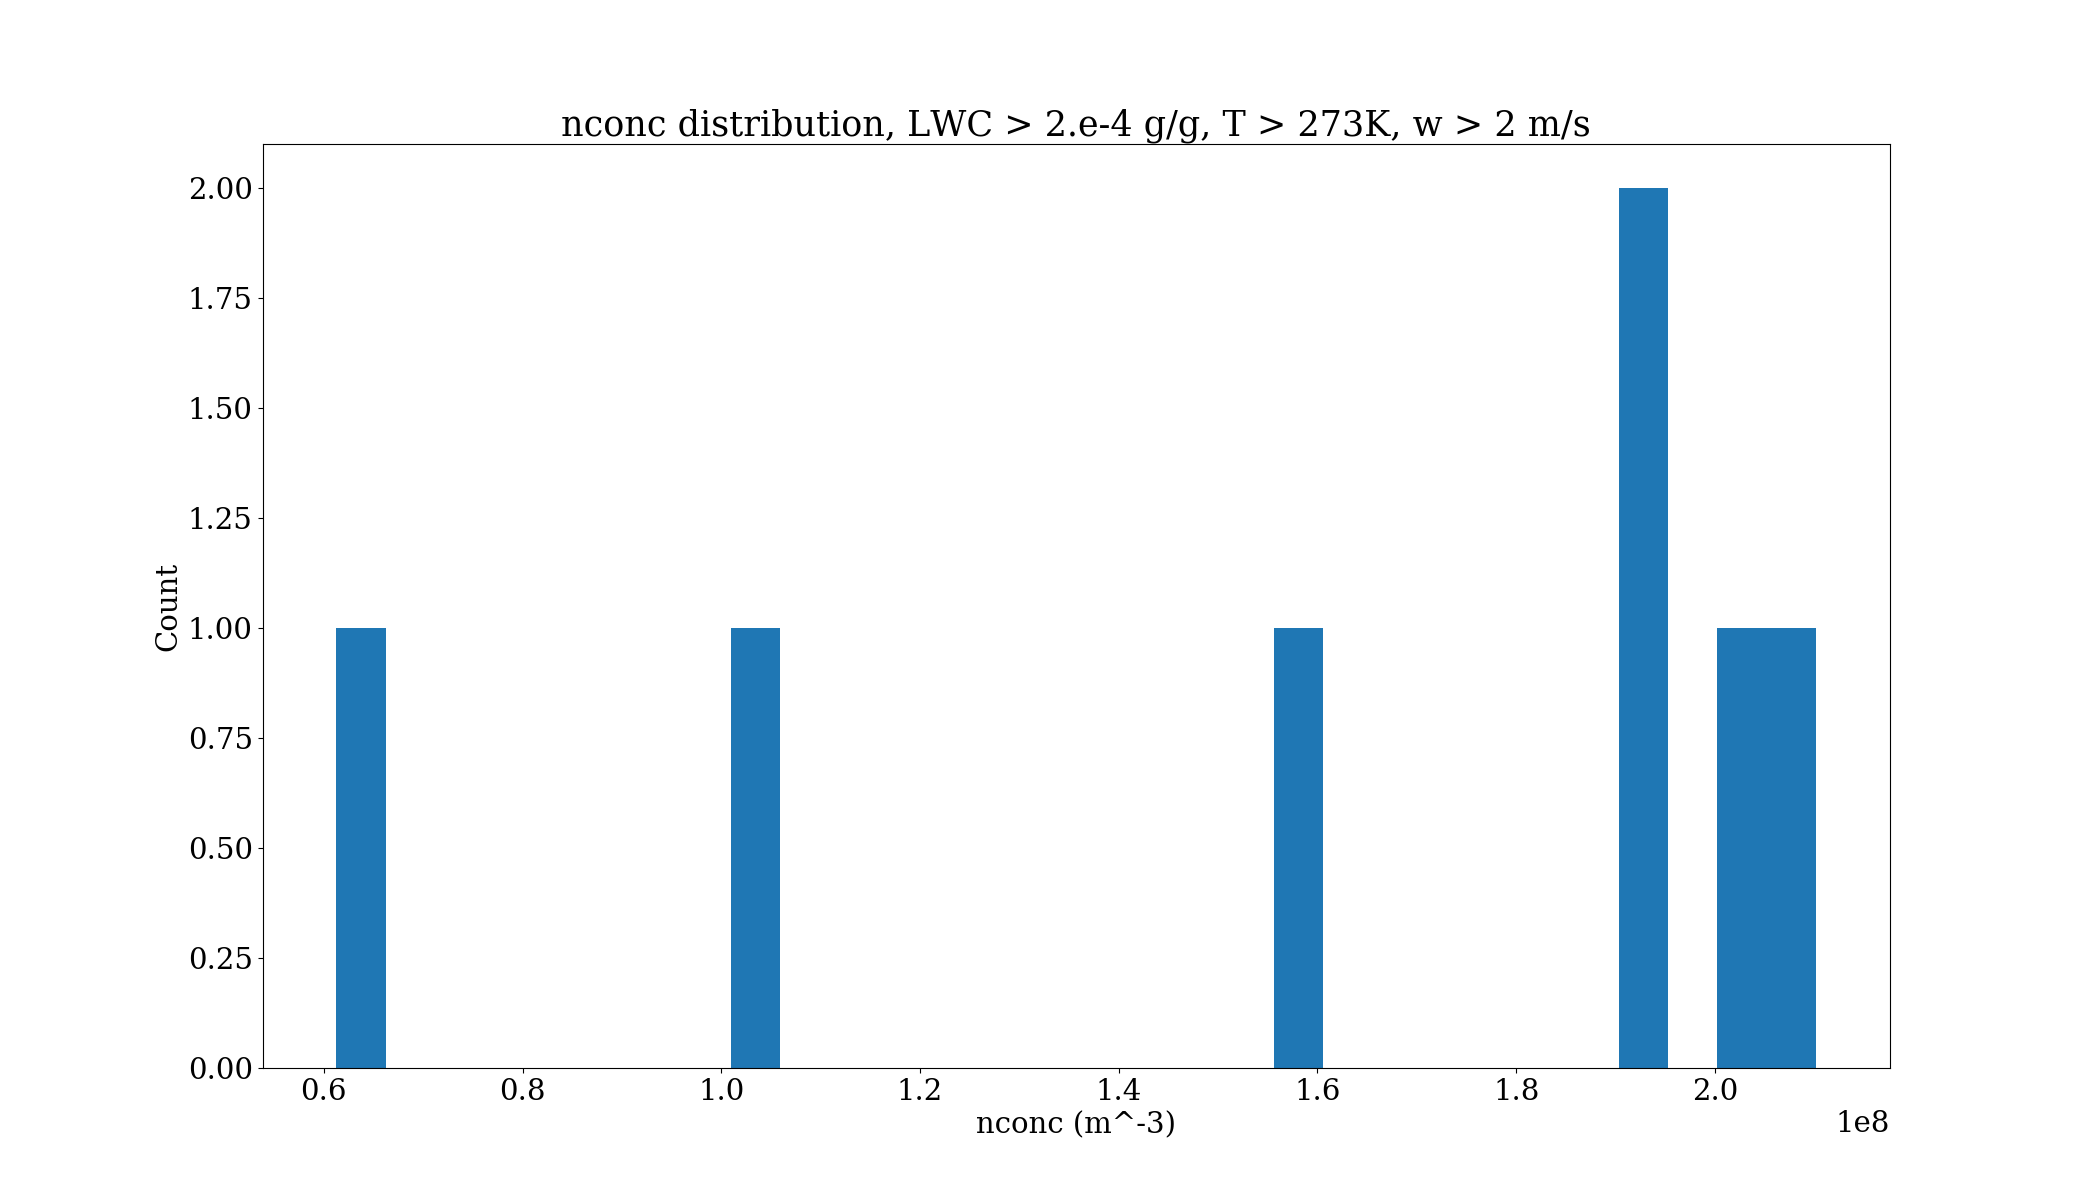 nconc distribution, LWC > 2.e-4 g/g, T > 273K, w > 2 m/s
2.00
1.75
1.50
1.25
1.00
0.75
0.50
0.25
0.00
Count
0.6 0.8 1.0 1.2 1.4 1.6 1.8 2.0
nconc (m^-3)
1e8